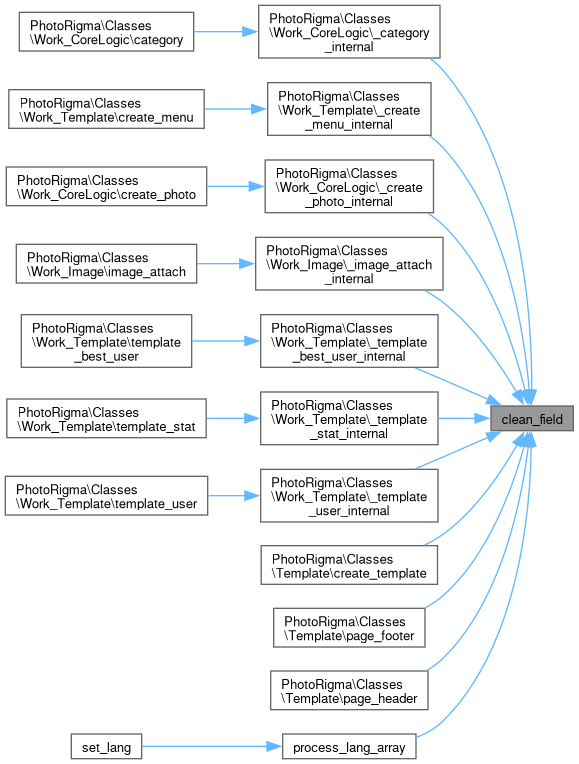 PhotoRigma\Classes
\Work_CoreLogic\category
PhotoRigma\Classes
\Work_CoreLogic\_category
_internal
PhotoRigma\Classes
\Work_Template\create_menu
PhotoRigma\Classes
\Work_Template\_create
_menu_internal
PhotoRigma\Classes
\Work_CoreLogic\create_photo
PhotoRigma\Classes
\Work_CoreLogic\_create
_photo_internal
PhotoRigma\Classes
\Work_Image\image_attach
PhotoRigma\Classes
\Work_Image\_image_attach
_internal
PhotoRigma\Classes
\Work_Template\template
_best_user
PhotoRigma\Classes
\Work_Template\_template
_best_user_internal
clean_field
PhotoRigma\Classes
\Work_Template\template_stat
PhotoRigma\Classes
\Work_Template\_template
_stat_internal
PhotoRigma\Classes
\Work_Template\template_user
PhotoRigma\Classes
\Work_Template\_template
_user_internal
PhotoRigma\Classes
\Template\create_template
PhotoRigma\Classes
\Template\page_footer
PhotoRigma\Classes
\Template\page_header
set_lang
process_lang_array